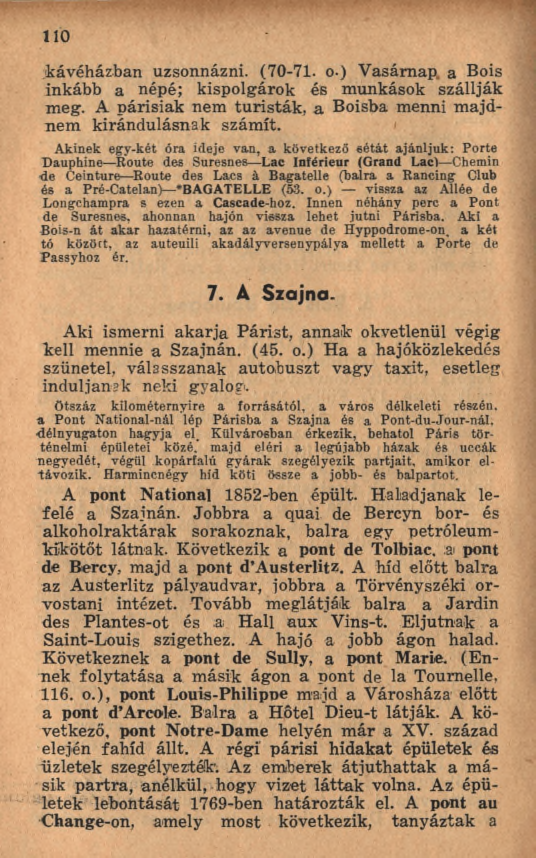 110
kávéházban uzsonnázni. (70-71. o.) Vasárnap a Bois
inkább a népé; kispolgárok és munkások szállják
meg. A párisiak nem turisták, a Boisba menni majd-
nem kirándulásnak számít.
Akinek egy-két óra ideje van, a következő sétát ajánljuk: Porte
Dauphine—Route des Suresnes—Lac Inférieur (Grand Lac)—Chemin
de Ceinture—Route des Lacs à Bagatelle (balra a Rancing Club
és a Pré-Catelan)—*BAGATELLE (53. o.) — vissza az Allée de
Longchampra s ezen a Cascade-hoz. Innen néhány perc a Pont
de Suresnes, ahonnan hajón vissza lehet jutni Párisba. Aki a
Bois-n át akar hazatérni, az az avenue de Hyppodrome-on, a két
tó között, az auteuili akadályversenypálya mellett a Porte de
Passyhoz ér.
7. A Szajna.
Aki ismerni akarja Párist, annak okvetlenül végig
kell mennie a Szajnán. (45. o.) Ha a hajóközlekedés
szünetel, válasszanak autobuszt vagy taxit, esetleg
induljanak neki gyalog.
Ötszáz kilométernyire a forrásától, a város délkeleti részén,
a Pont National-nál lép Párisba a Szajna és a Pont-du-Jour-nál,
délnyugaton hagyja el. Külvárosban érkezik, behatol Páris tör-
ténelmi épületei közé, majd eléri a legújabb házak és uccák
negyedét, végül kopárfalú gyárak szegélyezik partjait, amikor el-
távozik. Harmincnégy híd köti össze a jobb- és balpartot.
A pont National 1852-ben épült. Haladjanak le-
felé a Szajnán. Jobbra a quai de Bercyn bor- és
alkoholraktárak sorakoznak, balra egy petróleum-
kikötőt látnak. Következik a pont de Tolbiac, a pont
de Bercy, majd a pont d'Austerlitz. A híd előtt balra
az Austerlitz pályaudvar, jobbra a Törvényszéki or-
vostani intézet. Tovább meglátják balra a Jardin
des Plantes-ot és a Hall aux Vins-t. Eljutnak a
Saint-Louis szigethez. A hajó a jobb ágon halad.
Következnek a pont de Sully, a pont Marie. (En-
nek folytatása a másik ágon a pont de la Tournelle,
116. o.), pont Louis-Philippe majd a Városháza előtt
a pont d'Arcole. Balra a Hôtel Dieu-t látják. A kö-
vetkező, pont Notre-Dame helyén már a XV. század
elején fahíd állt. A régi párisi hidakat épületek és
üzletek szegélyezték. Az emberek átjuthattak a má-
sik partra, anélkül, hogy vizet láttak volna. Az épü-
letek lebontását 1769-ben határozták el. A pont au
Change-on, amely most következik, tanyáztak a